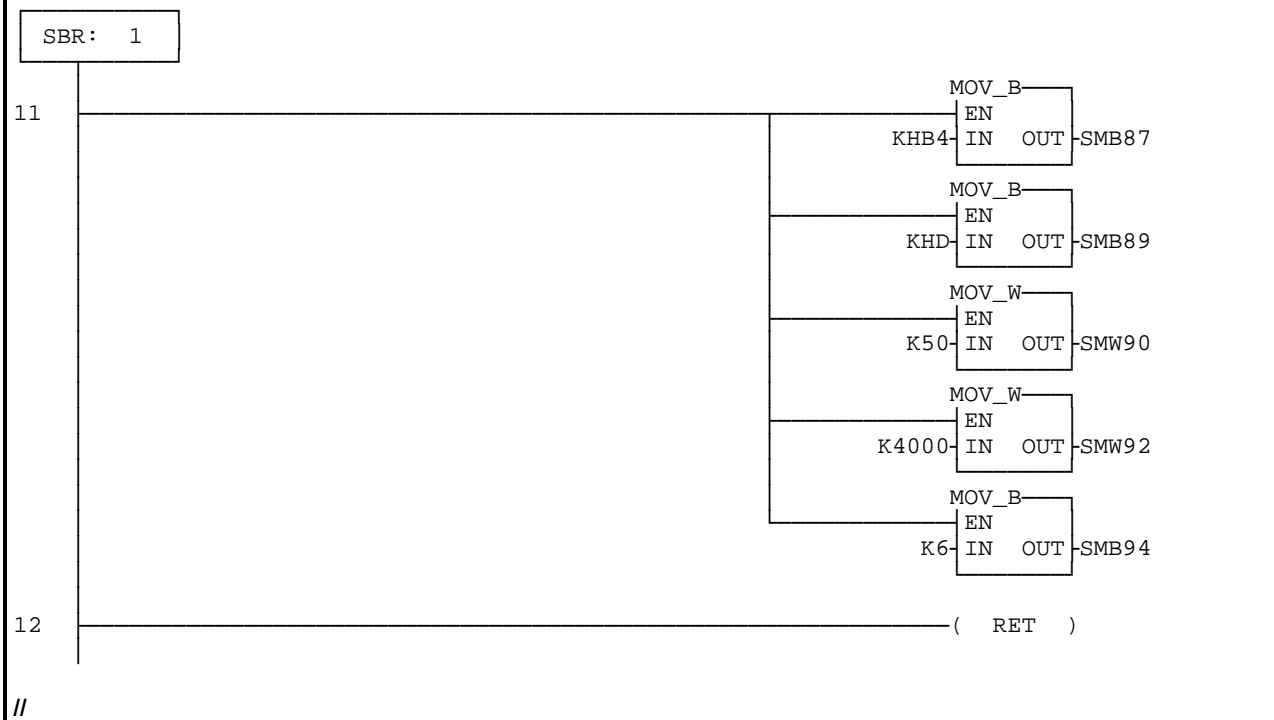 SBR: 1
MOV_B
11 EN
KHB4 IN OUT SMB87
MOV_B
EN
KHD IN OUT SMB89
MOV_W
EN
K50 IN OUT SMW90
MOV_W
EN
K4000 IN OUT SMW92
MOV_B
EN
K6 IN OUT SMB94
12 ( RET )
//